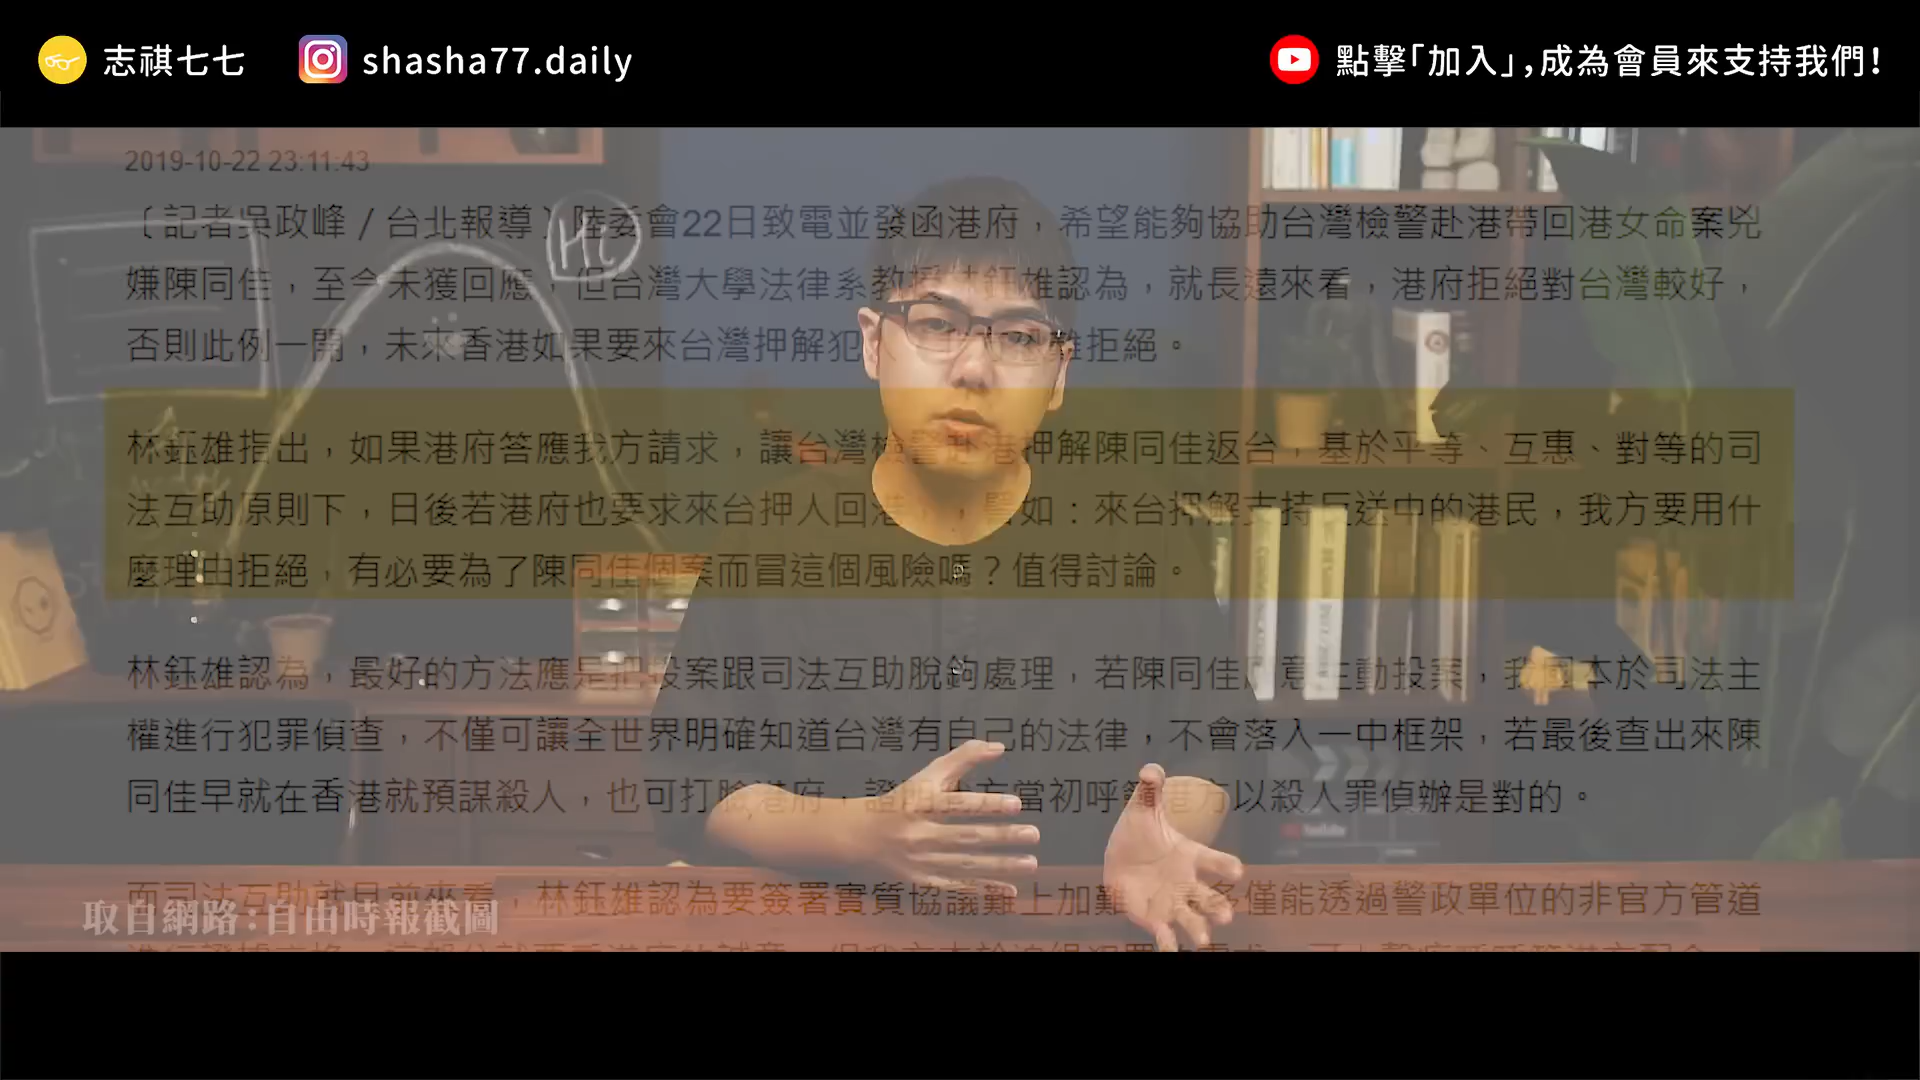 志祺七七
shasha77.daily
點擊「加入」,成為會員來支持我們!
2019-10-22 23:11:43
〔記者吳政峰/台北報導〕陸委會22日致電並發函港府,希望能夠協助台灣檢警赴港帶回港女命案兇
Hi
嫌陳同佳,至今未獲回應,但台灣大學法律系教授林鈺雄認為,就長遠來看,港府拒絕對台灣較好,
否則此例一開,未來香港如果要來台灣押解犯 拒絕。
林鈺雄指出,如果港府答應我方請求,讓台灣檢警赴港押解陳同佳返台,基於平等、互惠、對等的司
法互助原則下,日後若港府也要求來台押人回港,譬如:來台押解支持反送中的港民,我方要用什
麼理由拒絕,有必要為了陳同佳個案而冒這個風險嗎?值得討論。
林鈺雄認為,最好的方法應是把投案跟司法互助脫鉤處理,若陳同佳 意主動投案,我國本於司法主
權進行犯罪偵查,不僅可讓全世界明確知道台灣有自己的法律,不會落入一中框架,若最後查出來陳
同佳早就在香港就預謀殺人,也可打臉港府,證明我方當初呼籲港方以殺人罪偵辦是對的。
而司法互助就目前來看,林鈺雄認為要簽署實質協議難上加難,最多僅能透過警政單位的非官方管道
取自網路:自由時報截圖